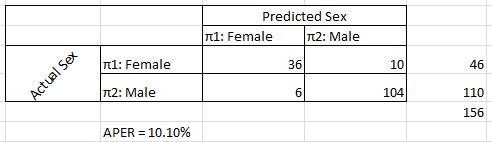 Predicted Sex
π1: Female π2: Male
Actual Sex
π1: Female 36 10 46
π2: Male 6 104 110
156
APER = 10.10%